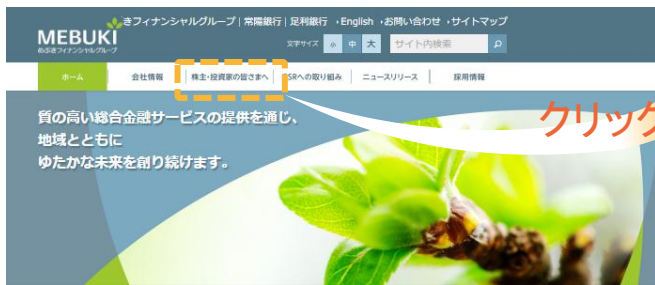 きフィナンシャルグループ | 常陽銀行 | 足利銀行 ・English ・お問い合わせ ・サイトマップ
MEBUKI
めぶきフィナンシャルグループ
文字サイズ 小 中 大 サイト内検索
ホーム 会社情報 株主・投資家の皆さまへ SRへの取り組み ニュースリリース 採用情報
質の高い総合金融サービスの提供を通じ、
地域とともに
ゆたかな未来を創り続けます。
クリック